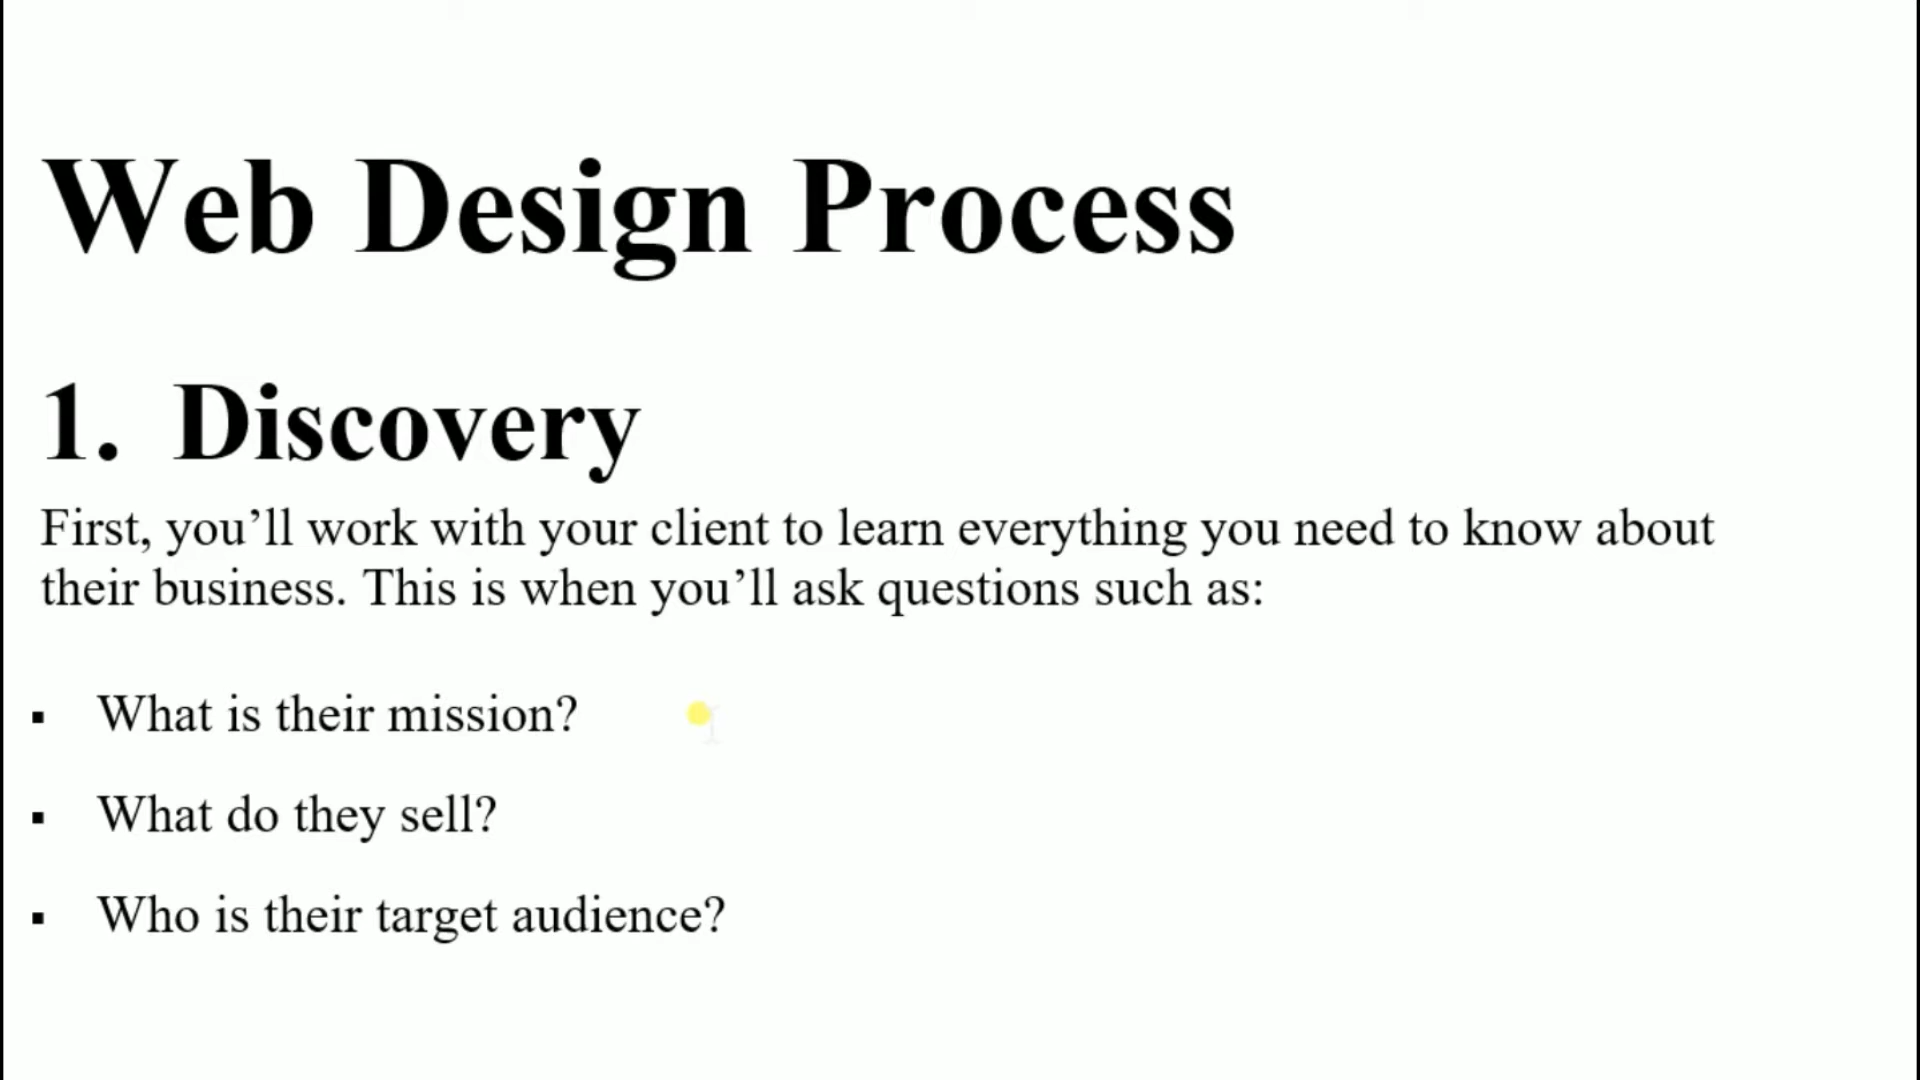 Web Design Process
1. Discovery
First, you’ll work with your client to learn everything you need to know about
their business. This is when you’ll ask questions such as:
▪ What is their mission?
▪ What do they sell?
▪ Who is their target audience?